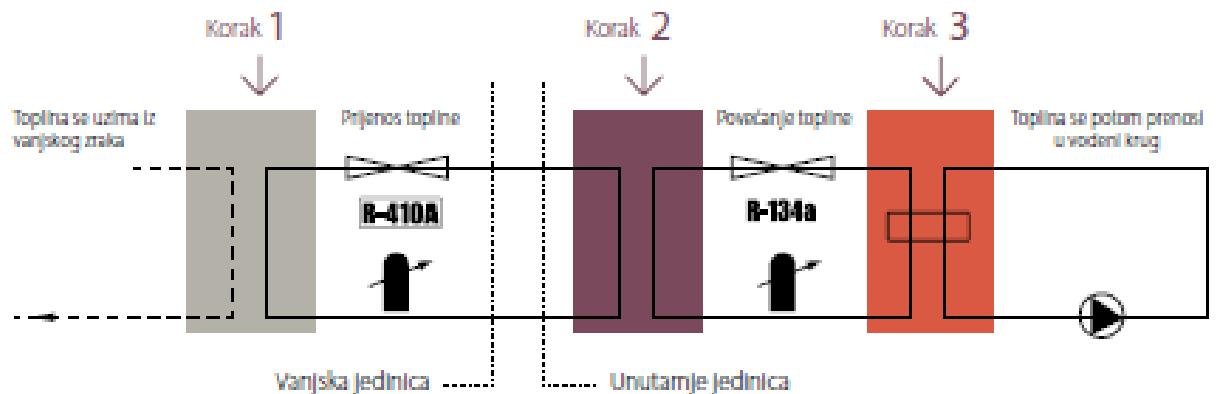 Korak 1
Korak 2
Korak 3
Toplina se uzima iz
vanjskog zraka
Prijenos topline
Povećanje topline
Toplina se potom prenosi
u vodeni krug
R-410A
R-134a
Vanjska jedinica
Unutarnje jedinica